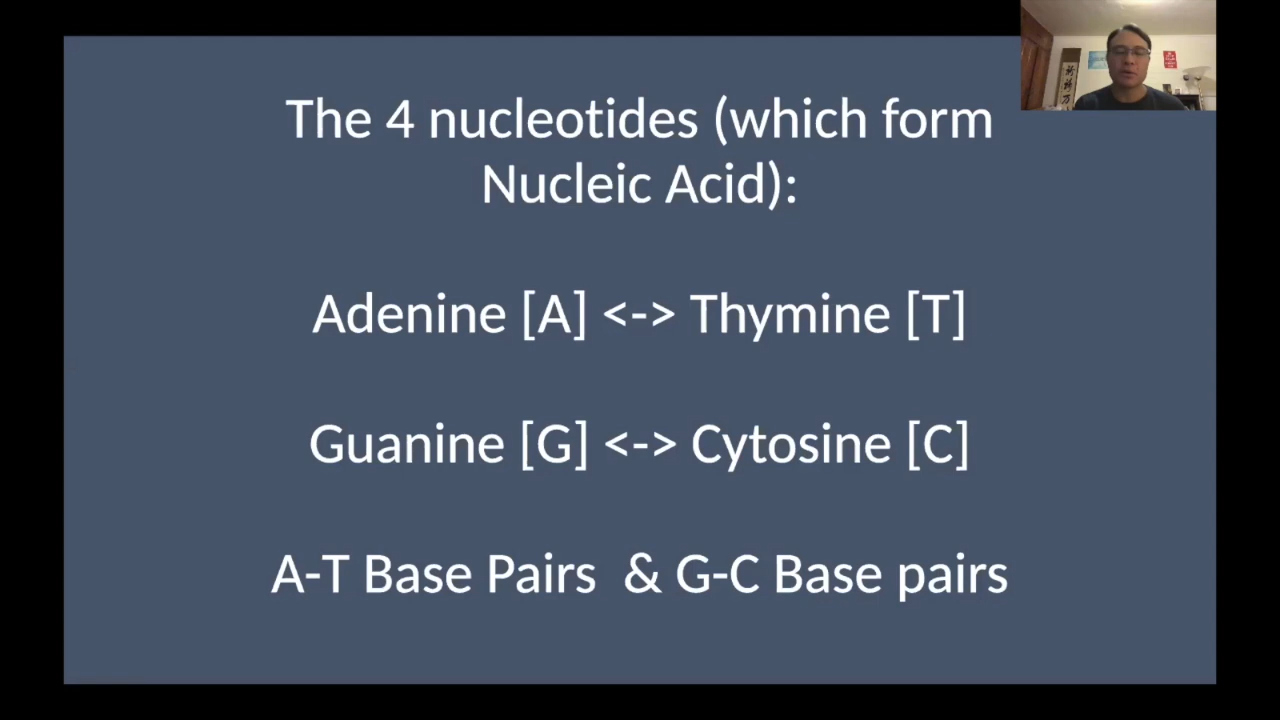 The 4 nucleotides (which form
Nucleic Acid):
Adenine [A] <-> Thymine [T]
Guanine [G] <-> Cytosine [C]
A-T Base Pairs  & G-C Base pairs